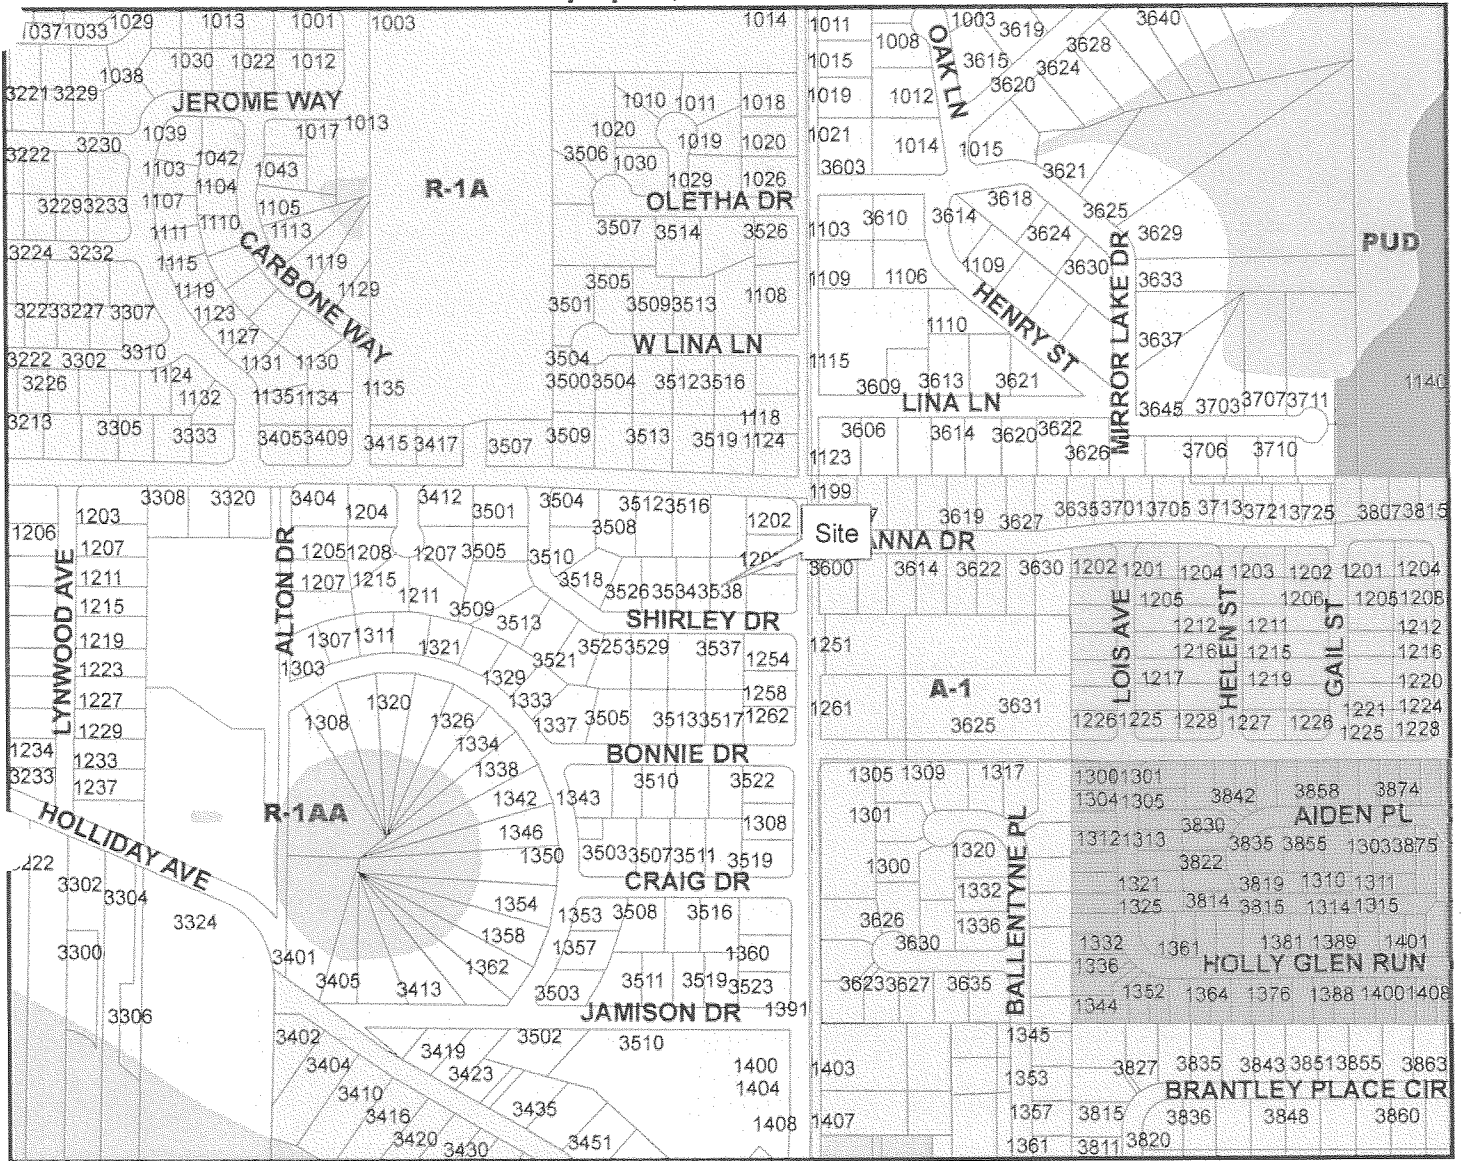 1037 1033 1029 1013 1001 1003 1014 1011 1003 3619 3640
1008 3628
1030 1022 1012 1015 3615 3624
1038 3620
3221 3229 JEROME WAY 1010 1011 1018 1019 1012 OAK LN
1039 1017 1013 1020 1019 1020 1021 1014 1015
3222 3230 1042 3506 1030 3603
1103 1043 1029 1026 3621
1104 R-1A
3229 3233 1107 1105 OLETHA DR 3618
1110 1113 3507 3514 3526 1103 3610 3614 3625
1111 3624 3629
3224 3232 CARBONE WAY PUD
1115 1119 3505 1109 1106 1109 3630 3633
1119 1129 3501 3509 3513 1108 HENRY ST MIRROR LAKE DR
3223 3227 3307 1123
1127 W LINA LN 1110 3637
3222 3302 3310 1131 1130 3504 1115
3226 1124 3500 3504 3512 3516 3609 3613 3621 1140
1132 1135 1134 1135 LINA LN 3645 3703 3707 3711
3213 3305 3333 3405 3409 3415 3417 3507 3509 3513 3519 1118 1124 3606 3614 3620 3622
1123 3626 3706 3710
3308 3320 3404 3412 3504 3512 3516 1199
1206 1203 1204 3501 3508 1202 3619 3627 3635 3701 3705 3713 3721 3725 3807 3815
Site
ANNA DR
1207 ALTON DR 1205 1208 1207 3505 3510
1211 1207 1215 3518 3526 3534 3538 3600 3614 3622 3630 1202 1201 1204 1203 1202 1201 1204
1215 LYNWOOD AVE 1211 3509 1205 1206 1205 1208
1219 1307 1311 1321 3513 SHIRLEY DR LOIS AVE HELEN ST GAIL ST 1212 1211 1212
1223 1303 3521 3525 3529 3537 1254 1251 1216 1215 1216
1329 1217 1219
1227 1333 1258 A-1 1220
1229 1308 1320 1326 1337 3505 3513 3517 1262 1261 3631 1221 1224
3625 1226 1225 1228 1227 1226 1225 1228
1234 1233 1334 BONNIE DR
3233 1237 1338 3510 3522 1305 1309 1317 1300 1301
1342 1343 1304 1305 3842 3858 3874
HOLLIDAY AVE R-1AA 1346 1308 1301 3830 AIDEN PL
1350 3503 3507 3511 3519 1320 1312 1313 3835 3855 1303 3875
3222 3302 3304 CRAIG DR 1300 BALLENTYNE PL 3822
1354 1332 1321 3819 1310 1311
3324 1353 3508 3516 3626 1336 1325 3814 3815 1314 1315
3300 1358 1357 1360 3630 1332 1361 1381 1389 1401
3401 1362 1336 HOLLY GLEN RUN
3405 3413 3503 3511 3519 3523 3623 3627 3635 1352 1364 1376 1388 1400 1408
3306 JAMISON DR 1391 1344
3402 3419 3502 3510 1345
3404 3423 1400 1403 1353 3827 3835 3843 3851 3855 3863
3410 1404 BRANTLEY PLACE CIR
3416 3435 1408 1407 1357 3815 3836 3848 3860
3420 3430 3451 1361 3811 3820